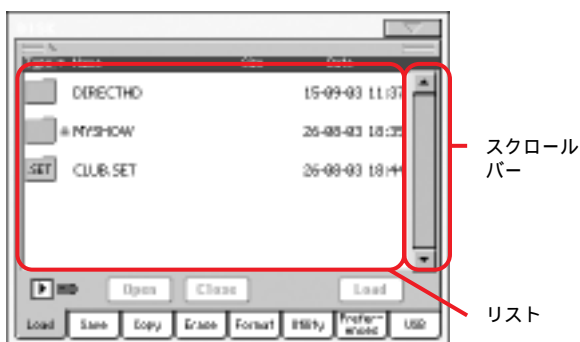 Name
Date
DIRECTHD 15-09-03 11:37
MYSHOW 26-08-03 18:35
SET CLUB.SET 26-08-03 18:44
スクロール
バー
HD Open Close Load
リスト
Load Save Copy Erase Format Utility Prefer-
ences USB